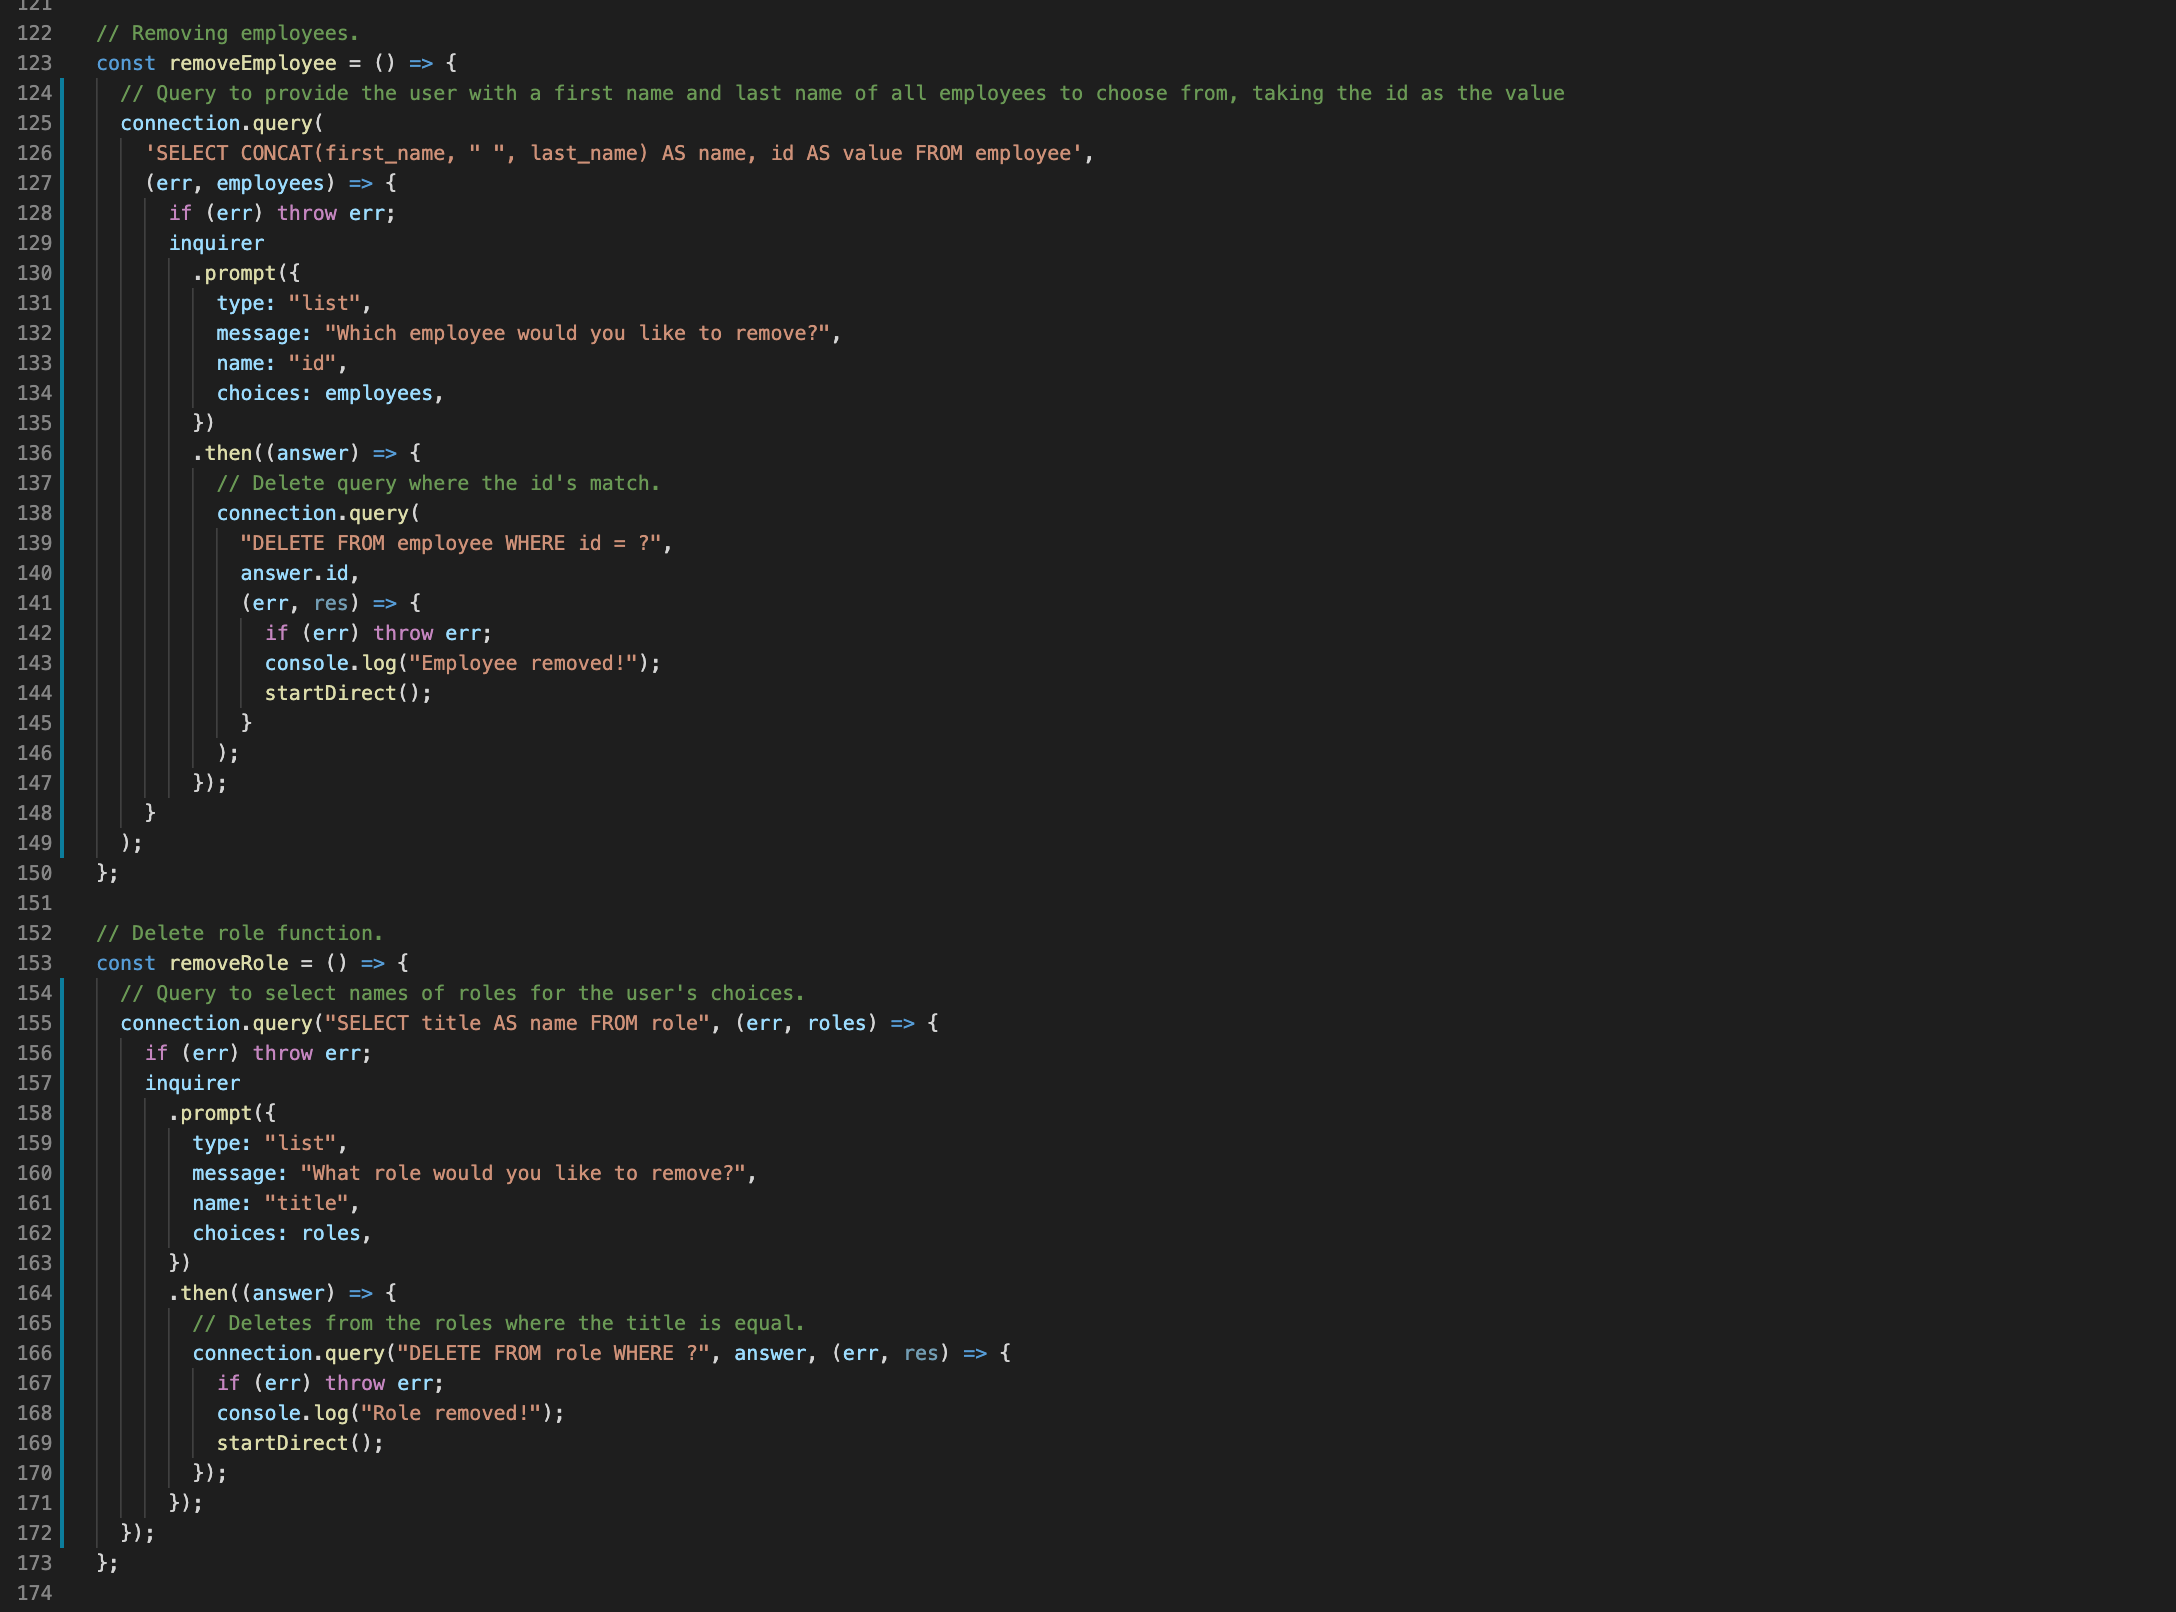 121
122 // Removing employees.
123 const removeEmployee = () => {
124   // Query to provide the user with a first name and last name of all employees to choose from, taking the id as the value
125   connection.query(
126     'SELECT CONCAT(first_name, " ", last_name) AS name, id AS value FROM employee',
127     (err, employees) => {
128       if (err) throw err;
129       inquirer
130         .prompt({
131           type: "list",
132           message: "Which employee would you like to remove?",
133           name: "id",
134           choices: employees,
135         })
136         .then((answer) => {
137           // Delete query where the id's match.
138           connection.query(
139             "DELETE FROM employee WHERE id = ?",
140             answer.id,
141             (err, res) => {
142               if (err) throw err;
143               console.log("Employee removed!");
144               startDirect();
145             }
146           );
147         });
148     }
149   );
150 };
151
152 // Delete role function.
153 const removeRole = () => {
154   // Query to select names of roles for the user's choices.
155   connection.query("SELECT title AS name FROM role", (err, roles) => {
156     if (err) throw err;
157     inquirer
158       .prompt({
159         type: "list",
160         message: "What role would you like to remove?",
161         name: "title",
162         choices: roles,
163       })
164       .then((answer) => {
165         // Deletes from the roles where the title is equal.
166         connection.query("DELETE FROM role WHERE ?", answer, (err, res) => {
167           if (err) throw err;
168           console.log("Role removed!");
169           startDirect();
170         });
171       });
172   });
173 };
174